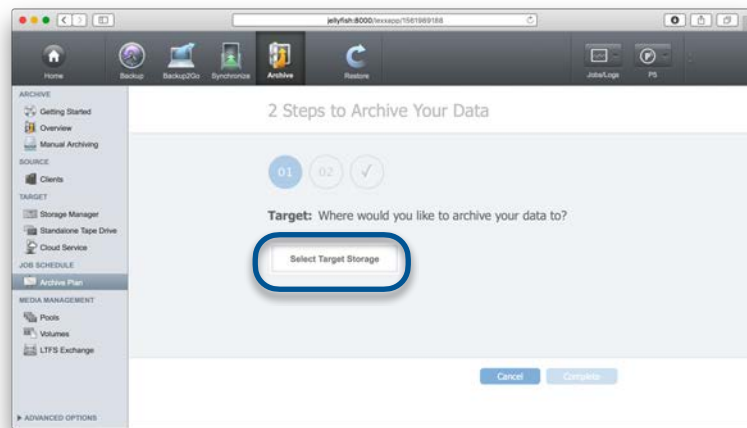 jellyfish:8000/lexxapp/1561969188
Home
Backup
Backup2Go
Synchronize
Archive
Restore
Jobs/Logs
P5
ARCHIVE
Getting Started
Overview
Manual Archiving
SOURCE
Clients
TARGET
Storage Manager
Standalone Tape Drive
Cloud Service
JOB SCHEDULE
Archive Plan
MEDIA MANAGEMENT
Pools
Volumes
LTFS Exchange
ADVANCED OPTIONS
2 Steps to Archive Your Data
01 02
Target: Where would you like to archive your data to?
Select Target Storage
Cancel Complete